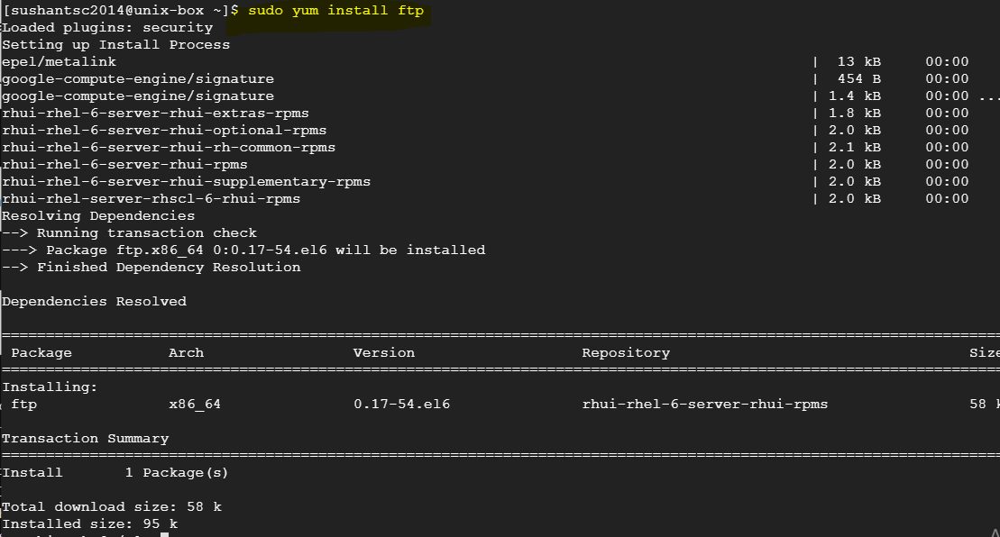 [sushantsc2014@unix-box ~]$ sudo yum install ftp
Loaded plugins: security
Setting up Install Process
epel/metalink | 13 kB 00:00
google-compute-engine/signature | 454 B 00:00
google-compute-engine/signature | 1.4 kB 00:00 ...
rhui-rhel-6-server-rhui-extras-rpms | 1.8 kB 00:00
rhui-rhel-6-server-rhui-optional-rpms | 2.0 kB 00:00
rhui-rhel-6-server-rhui-rh-common-rpms | 2.1 kB 00:00
rhui-rhel-6-server-rhui-rpms | 2.0 kB 00:00
rhui-rhel-6-server-rhui-supplementary-rpms | 2.0 kB 00:00
rhui-rhel-server-rhscl-6-rhui-rpms | 2.0 kB 00:00
Resolving Dependencies
--> Running transaction check
---> Package ftp.x86_64 0:0.17-54.el6 will be installed
--> Finished Dependency Resolution
Dependencies Resolved
================================================================================
Package Arch Version Repository Size
================================================================================
Installing:
ftp x86_64 0.17-54.el6 rhui-rhel-6-server-rhui-rpms 58 k
Transaction Summary
================================================================================
Install 1 Package(s)
Total download size: 58 k
Installed size: 95 k